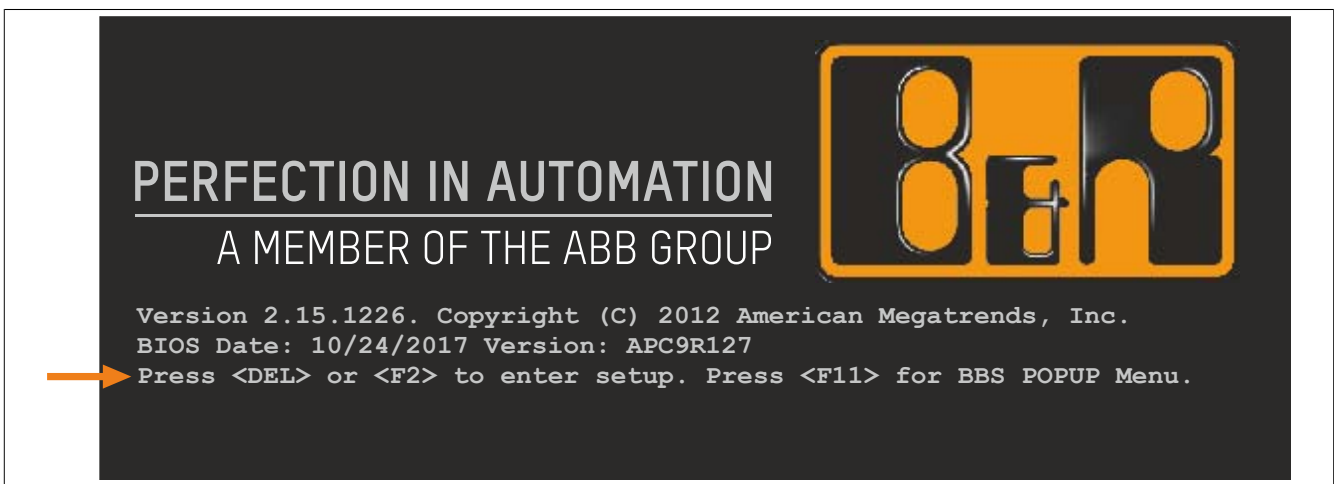 PERFECTION IN AUTOMATION
A MEMBER OF THE ABB GROUP
B&R
Version 2.15.1226. Copyright (C) 2012 American Megatrends, Inc.
BIOS Date: 10/24/2017 Version: APC9R127
Press <DEL> or <F2> to enter setup. Press <F11> for BBS POPUP Menu.